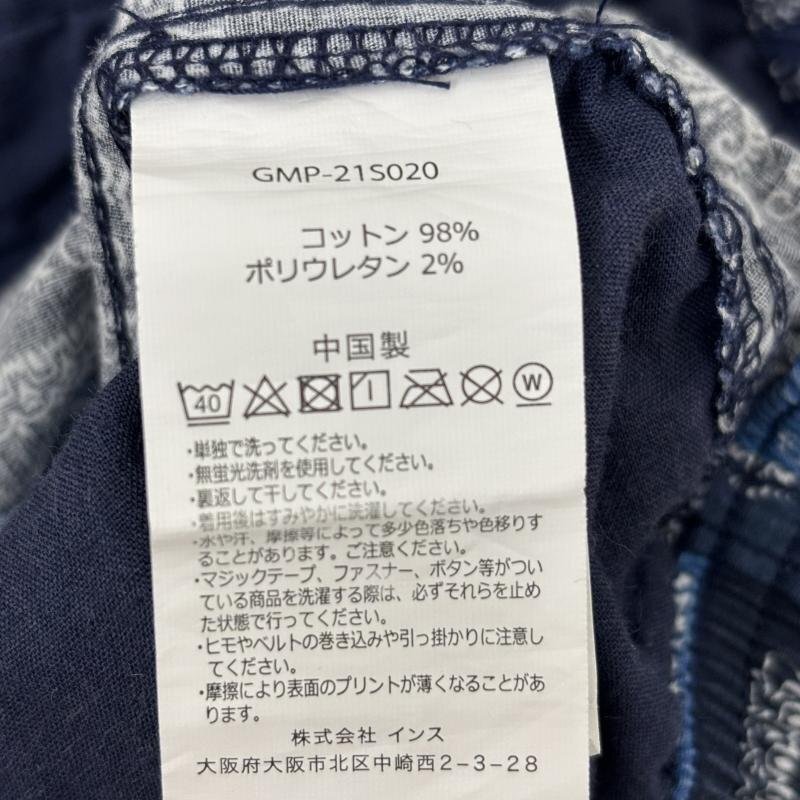 GMP-21S020
コットン 98%
ポリウレタン 2%
中国製
40 W
・単独で洗ってください。
・無蛍光洗剤を使用してください。
・裏返して干してください。
・着用後はすみやかに洗濯してください。
・水や汗、摩擦等によって多少色落ちや色移りす
ることがあります。ご注意ください。
・マジックテープ、ファスナー、ボタン等がつい
ている商品を洗濯する際は、必ずそれらを止め
た状態で行ってください。
・ヒモやベルトの巻き込みや引っ掛かりに注意し
てください。
・摩擦により表面のプリントが薄くなることがあ
ります。
株式会社 インス
大阪府大阪市北区中崎西2-3-28